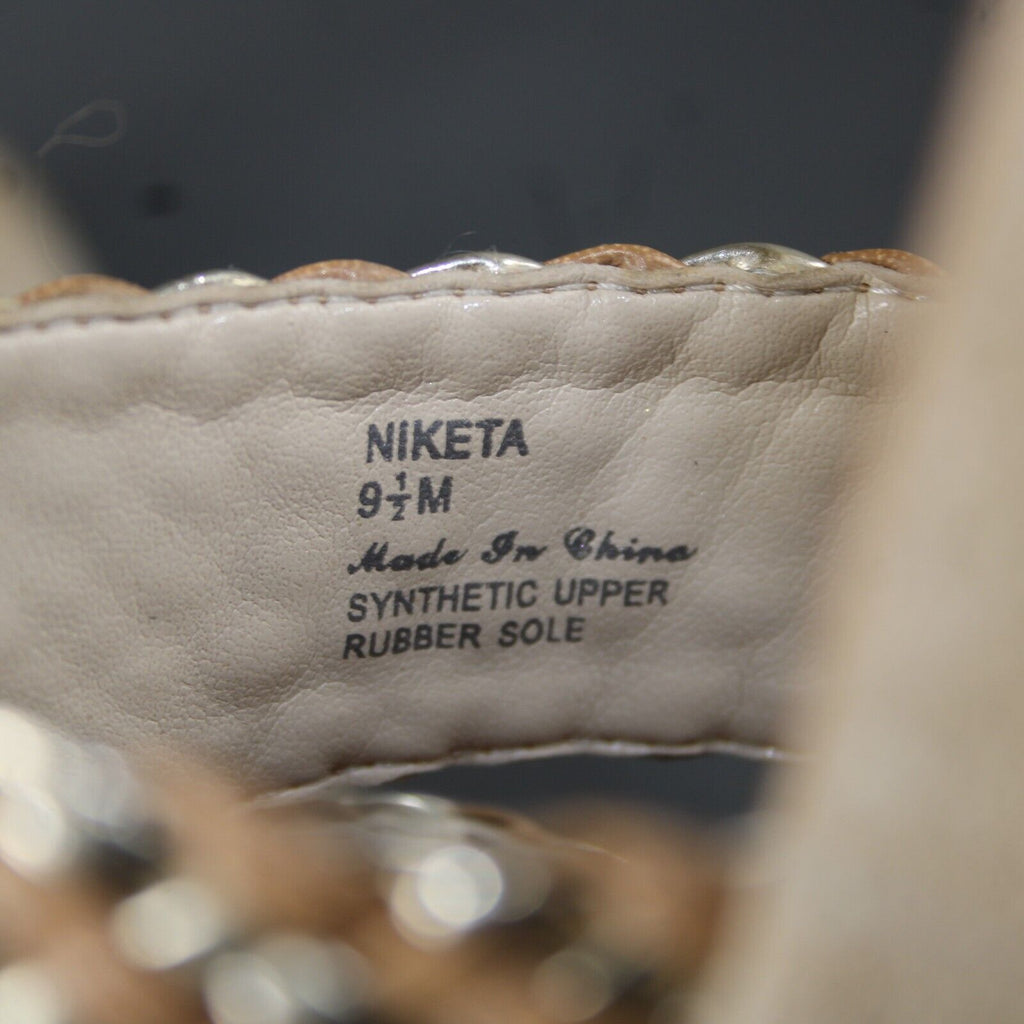 NIKETA
9½M
Made In China
SYNTHETIC UPPER
RUBBER SOLE